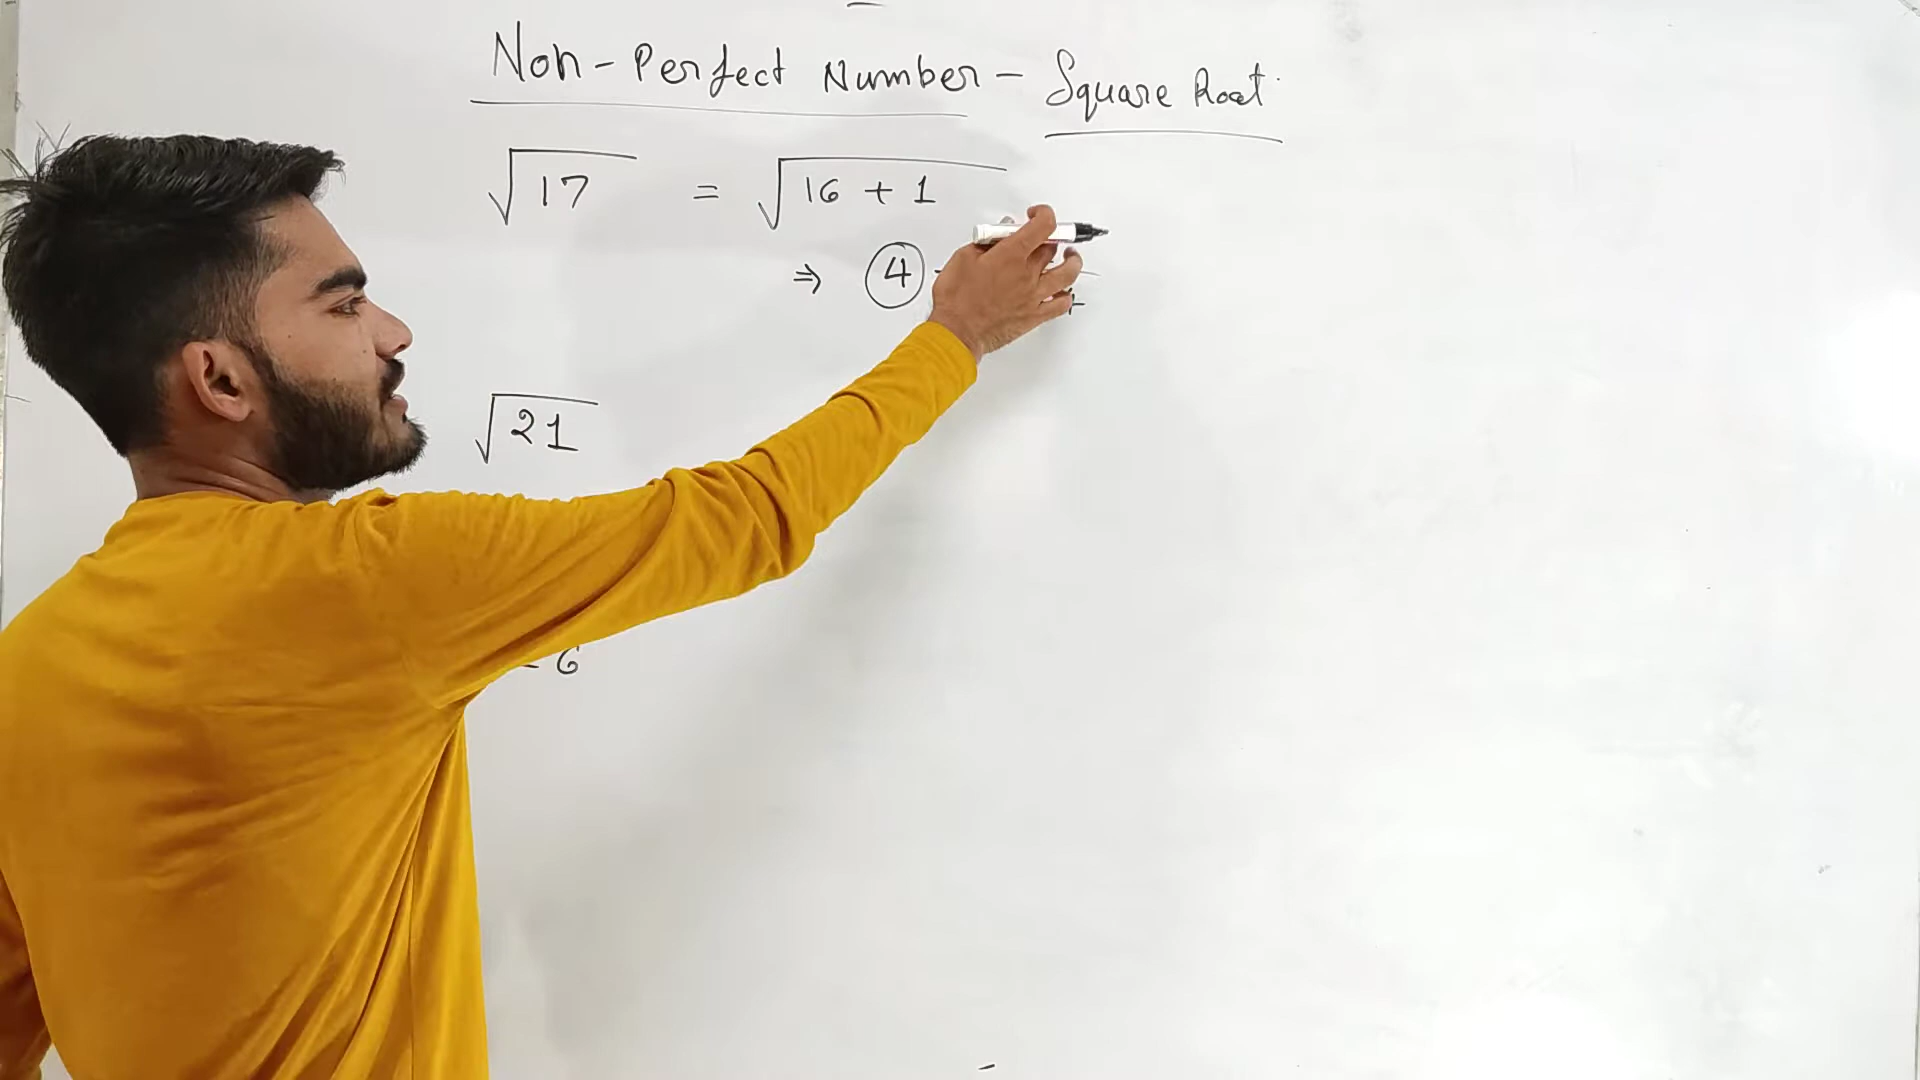 Non-Perfect Number - Square Root.
√17 = √16 + 1
⇒ 4
√21
6